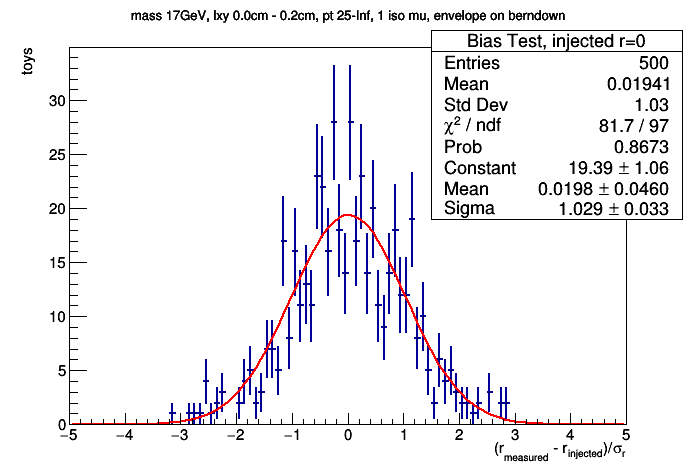 mass 17GeV, lxy 0.0cm - 0.2cm, pt 25-Inf, 1 iso mu, envelope on berndown
Bias Test, injected r=0
Entries 500
Mean 0.01941
Std Dev 1.03
χ² / ndf 81.7 / 97
Prob 0.8673
Constant 19.39 ± 1.06
Mean 0.0198 ± 0.0460
Sigma 1.029 ± 0.033
toys
30
25
20
15
10
5
0
−5 −4 −3 −2 −1 0 1 2 3 4 5
(r_measured - r_injected)/σ_r